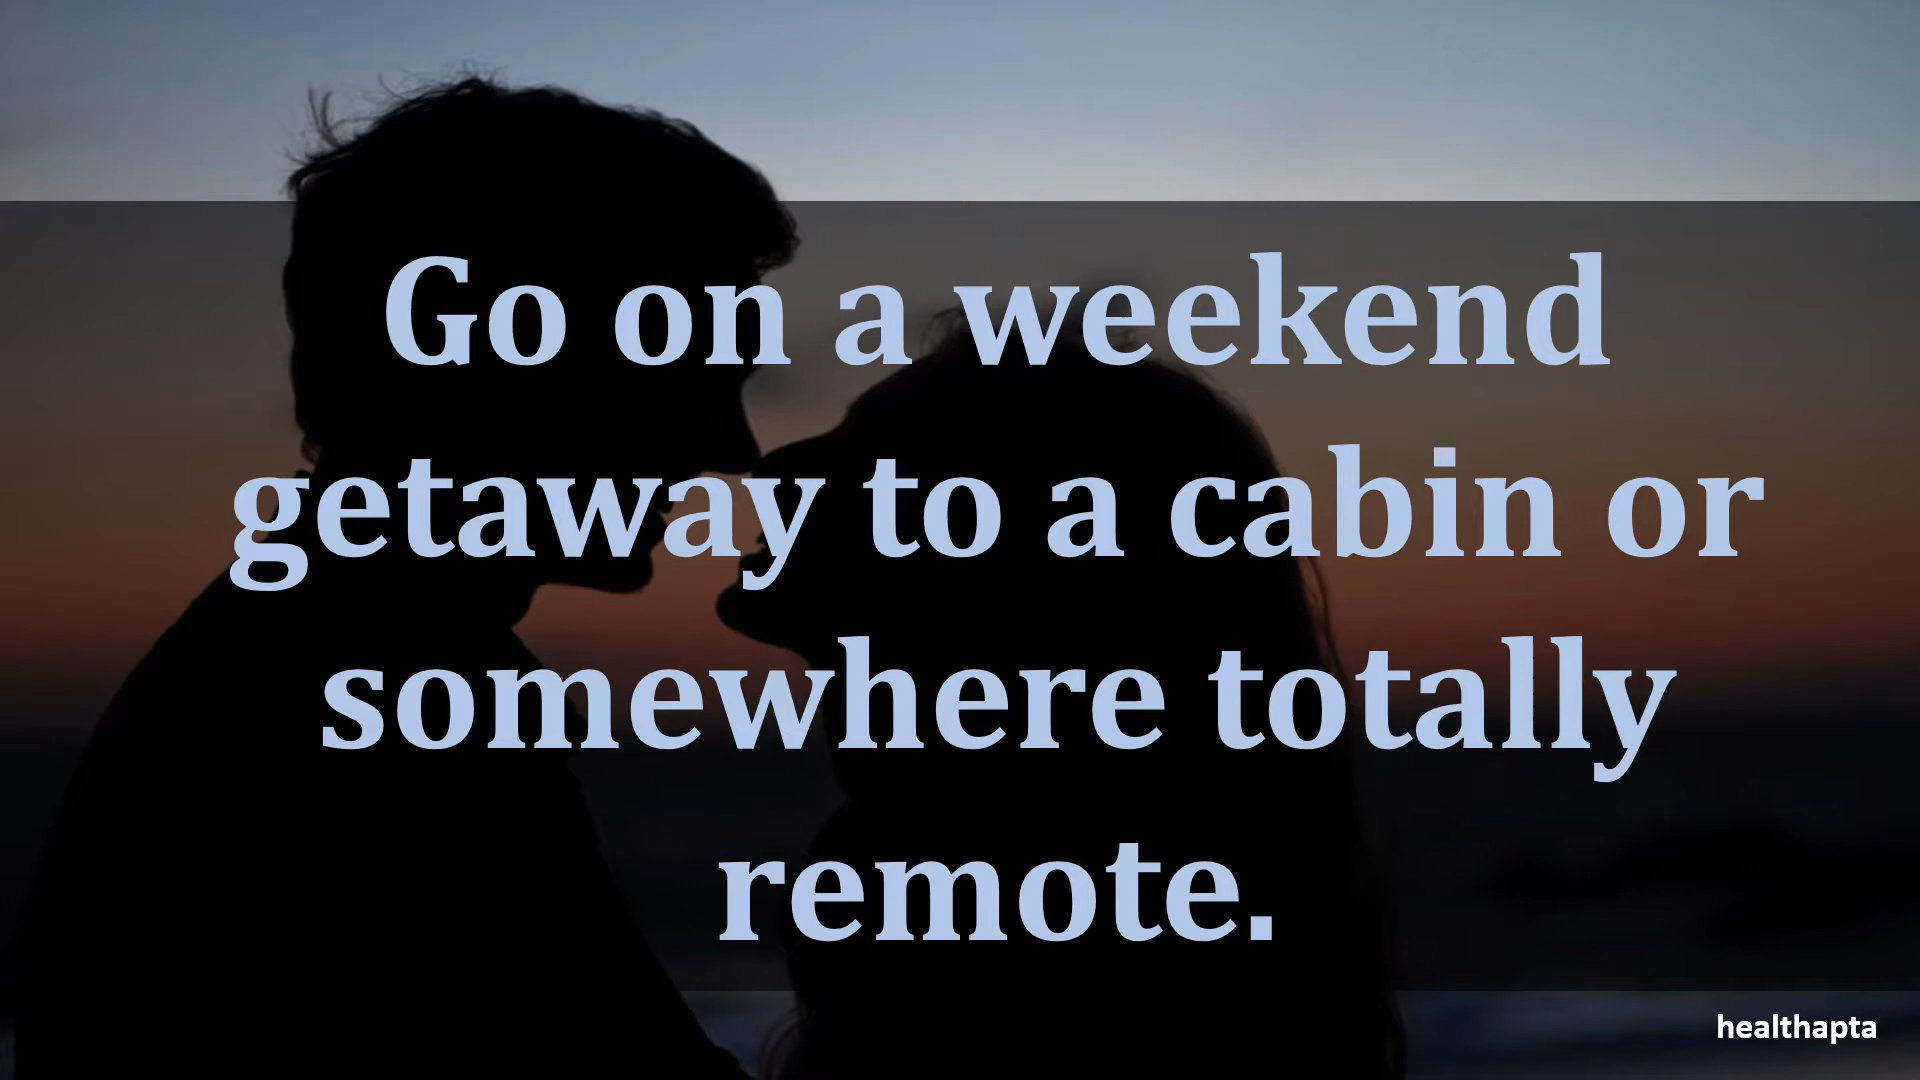 Go on a weekend
getaway to a cabin or
somewhere totally
remote.
healthapta